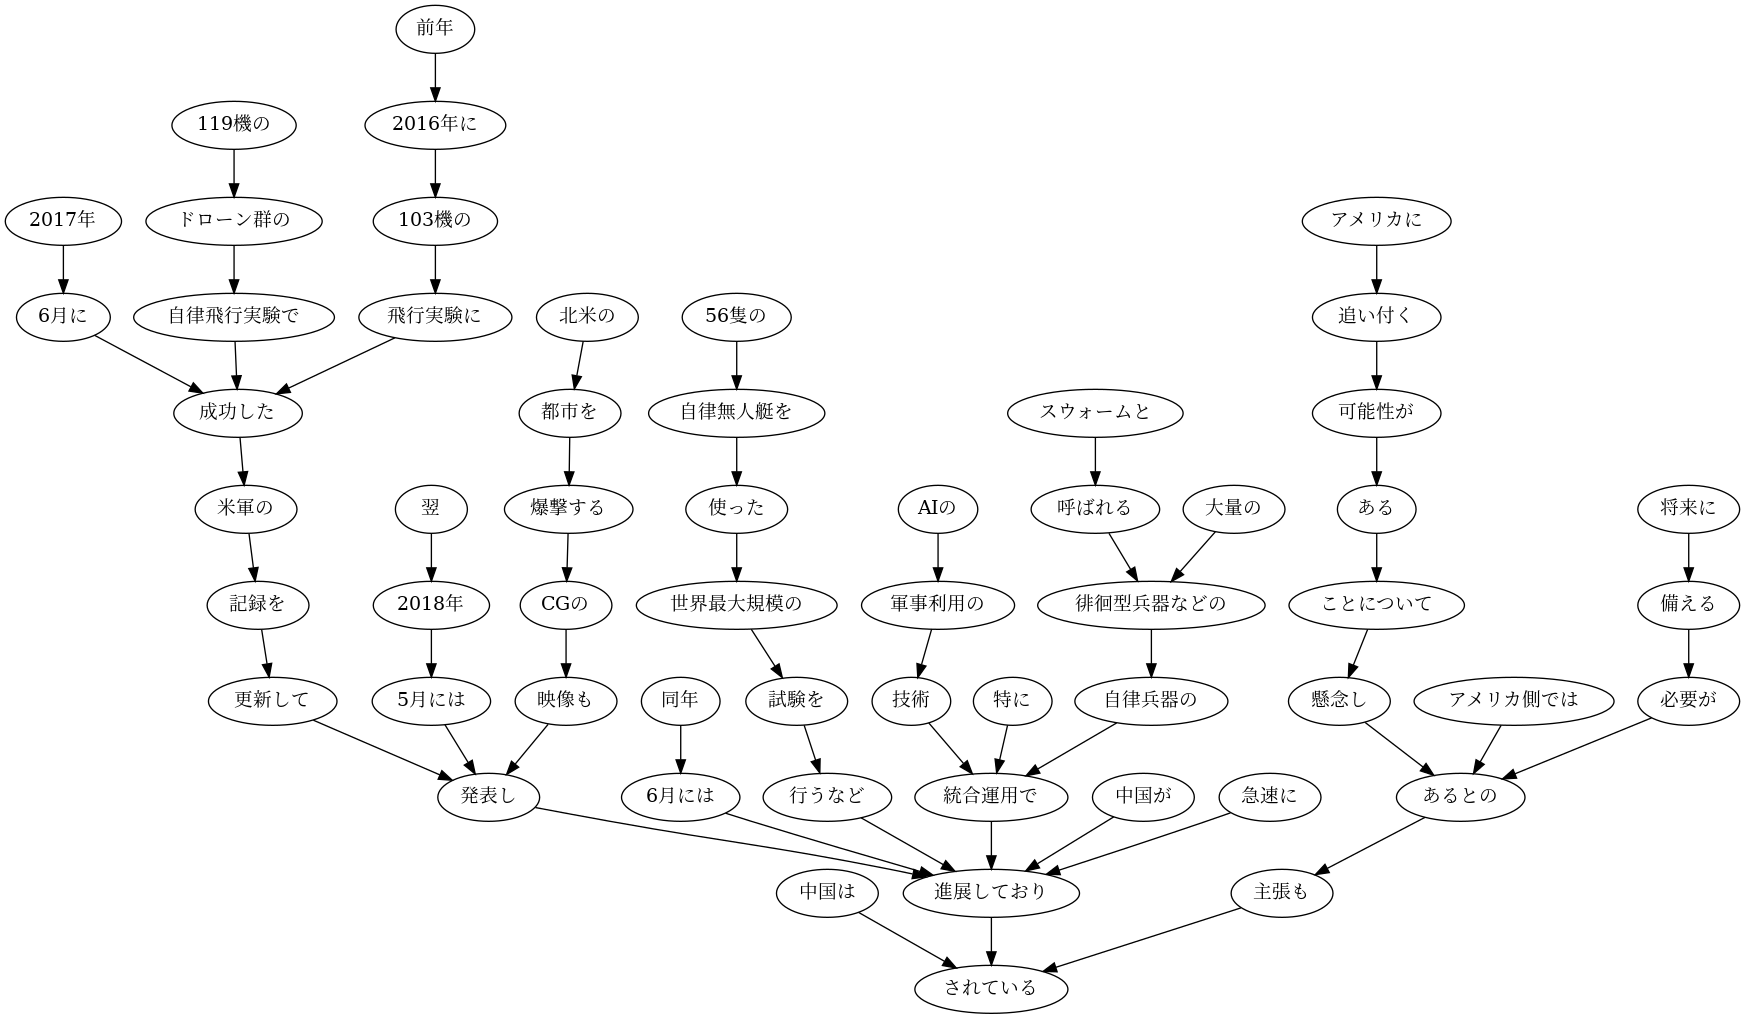 前年
119機の
2016年に
2017年
ドローン群の
103機の
アメリカに
6月に
自律飛行実験で
飛行実験に
北米の
56隻の
追い付く
成功した
都市を
自律無人艇を
スウォームと
可能性が
米軍の
翌
爆撃する
使った
AIの
呼ばれる
大量の
ある
将来に
記録を
2018年
CGの
世界最大規模の
軍事利用の
徘徊型兵器などの
ことについて
備える
更新して
5月には
映像も
同年
試験を
技術
特に
自律兵器の
懸念し
アメリカ側では
必要が
発表し
6月には
行うなど
統合運用で
中国が
急速に
あるとの
中国は
進展しており
主張も
されている